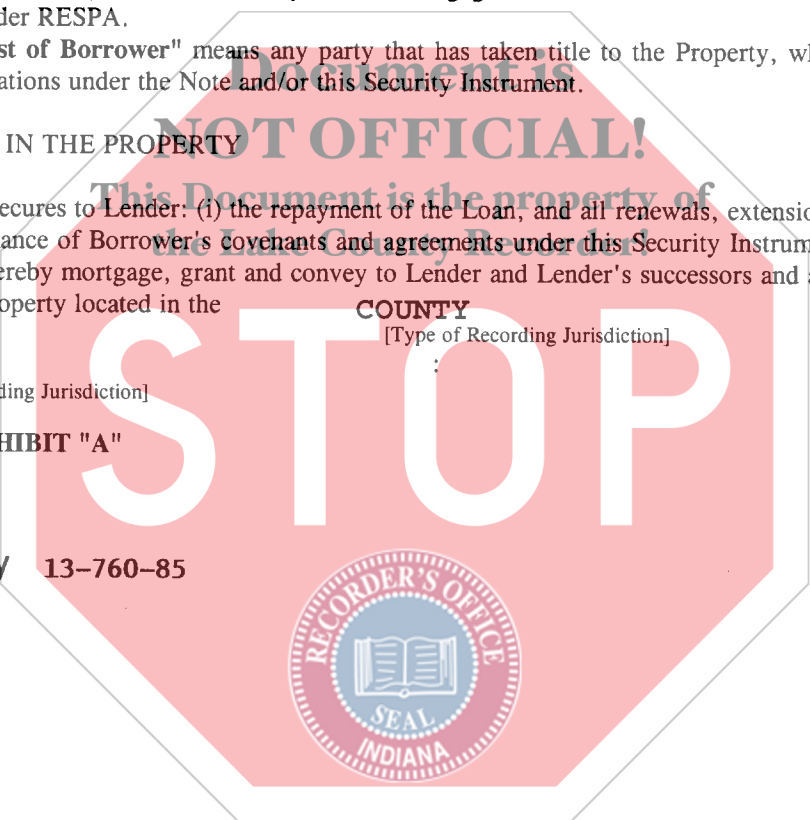 der RESPA.
st of Borrower" means any party that has taken title to the Property, wh
ations under the Note and/or this Security Instrument.
Document is
NOT OFFICIAL!
This Document is the property of
the Lake County Recorder!
IN THE PROPERTY
ecures to Lender: (i) the repayment of the Loan, and all renewals, extensio
ance of Borrower's covenants and agreements under this Security Instrum
ereby mortgage, grant and convey to Lender and Lender's successors and a
operty located in the COUNTY
[Type of Recording Jurisdiction]
:
ding Jurisdiction]
HIBIT "A"
STOP
13-760-85
RECORDER'S OFFICE
SEAL
INDIANA